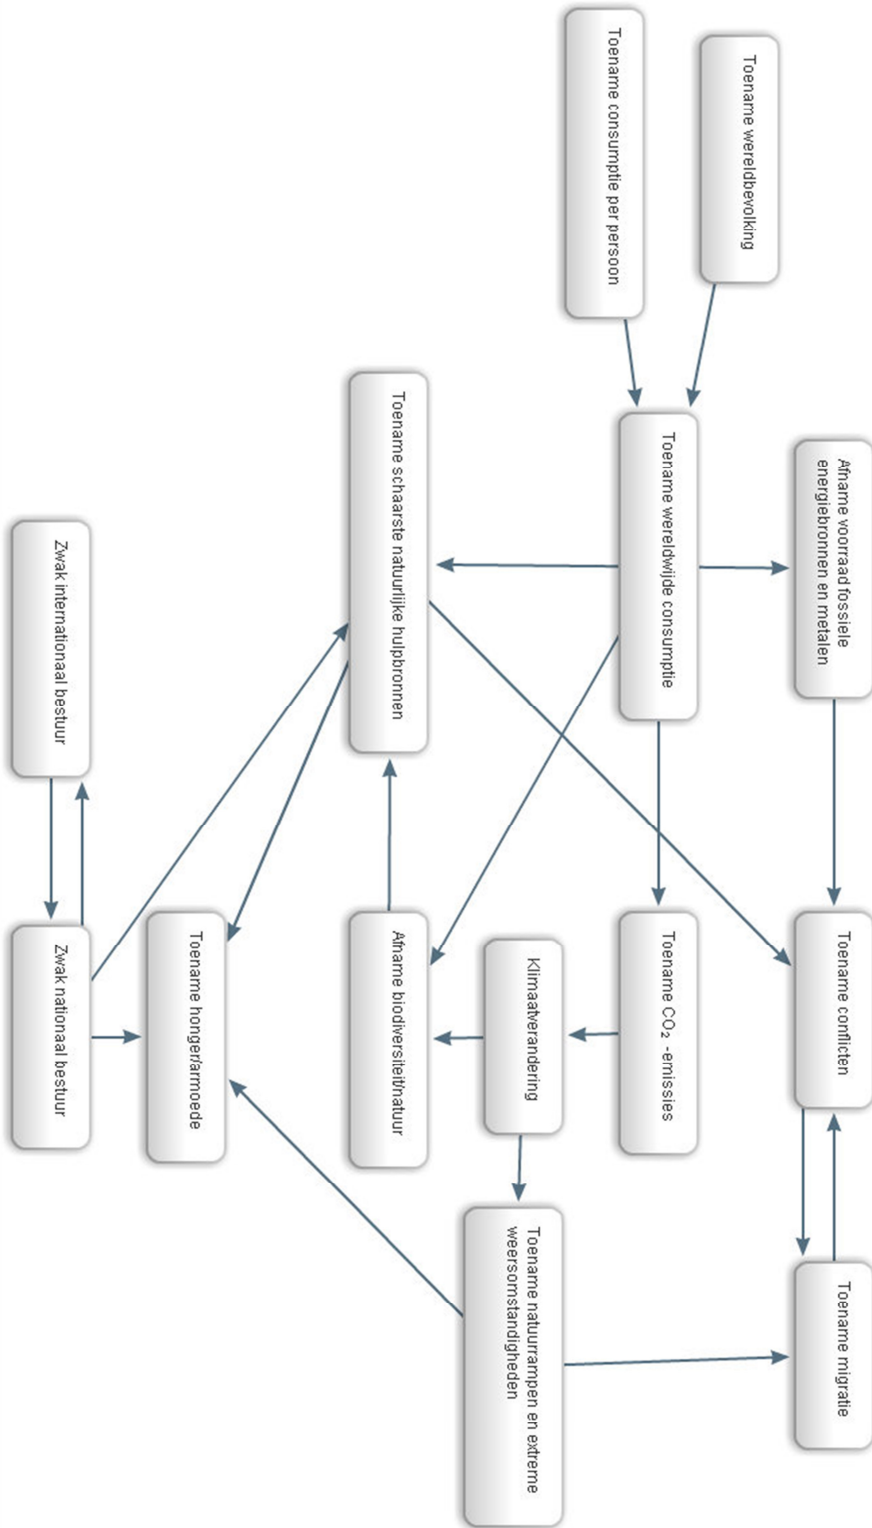 Toename wereldbevolking
Toename consumptie per persoon
Afname voorraad fossiele
energiebronnen en metalen
Toename wereldwijde consumptie
Toename schaarste natuurlijke hulpbronnen
Zwak internationaal bestuur
Toename conflicten
Toename CO₂ -emissies
Klimaatverandering
Afname biodiversiteit/natuur
Toename honger/armoede
Zwak nationaal bestuur
Toename migratie
Toename natuurrampen en extreme
weersomstandigheden